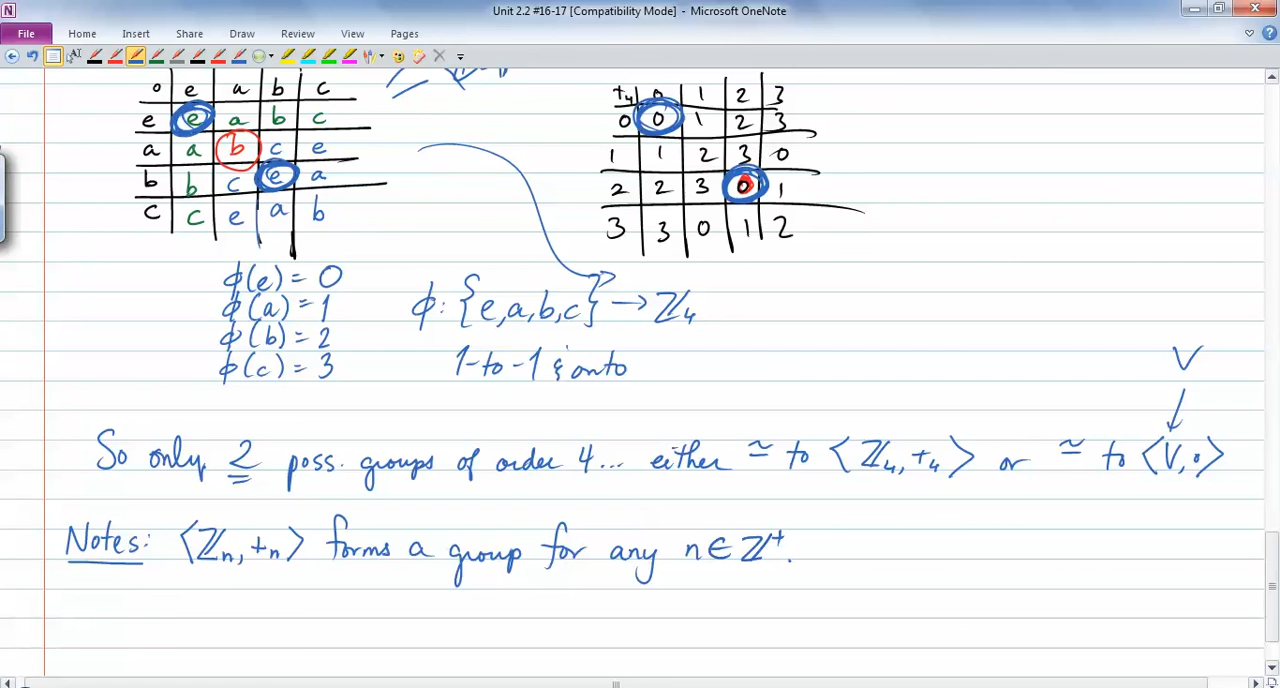 Unit 2.2 #16-17 [Compatibility Mode] - Microsoft OneNote
File Home Insert Share Draw Review View Pages
o e a b c
e e a b c
a a b c e
b b c e a
c c e a b
+₄ 0 1 2 3
0 0 1 2 3
1 1 2 3 0
2 2 3 0 1
3 3 0 1 2
ϕ(e) = 0
ϕ(a) = 1
ϕ(b) = 2
ϕ(c) = 3
ϕ: {e,a,b,c} → ℤ₄
1-to-1 & onto
V
So only 2 poss. groups of order 4... either ≃ to ⟨ℤ₄,+₄⟩ or ≃ to ⟨V,∘⟩
Notes: ⟨ℤₙ,+ₙ⟩ forms a group for any n∈ℤ⁺.